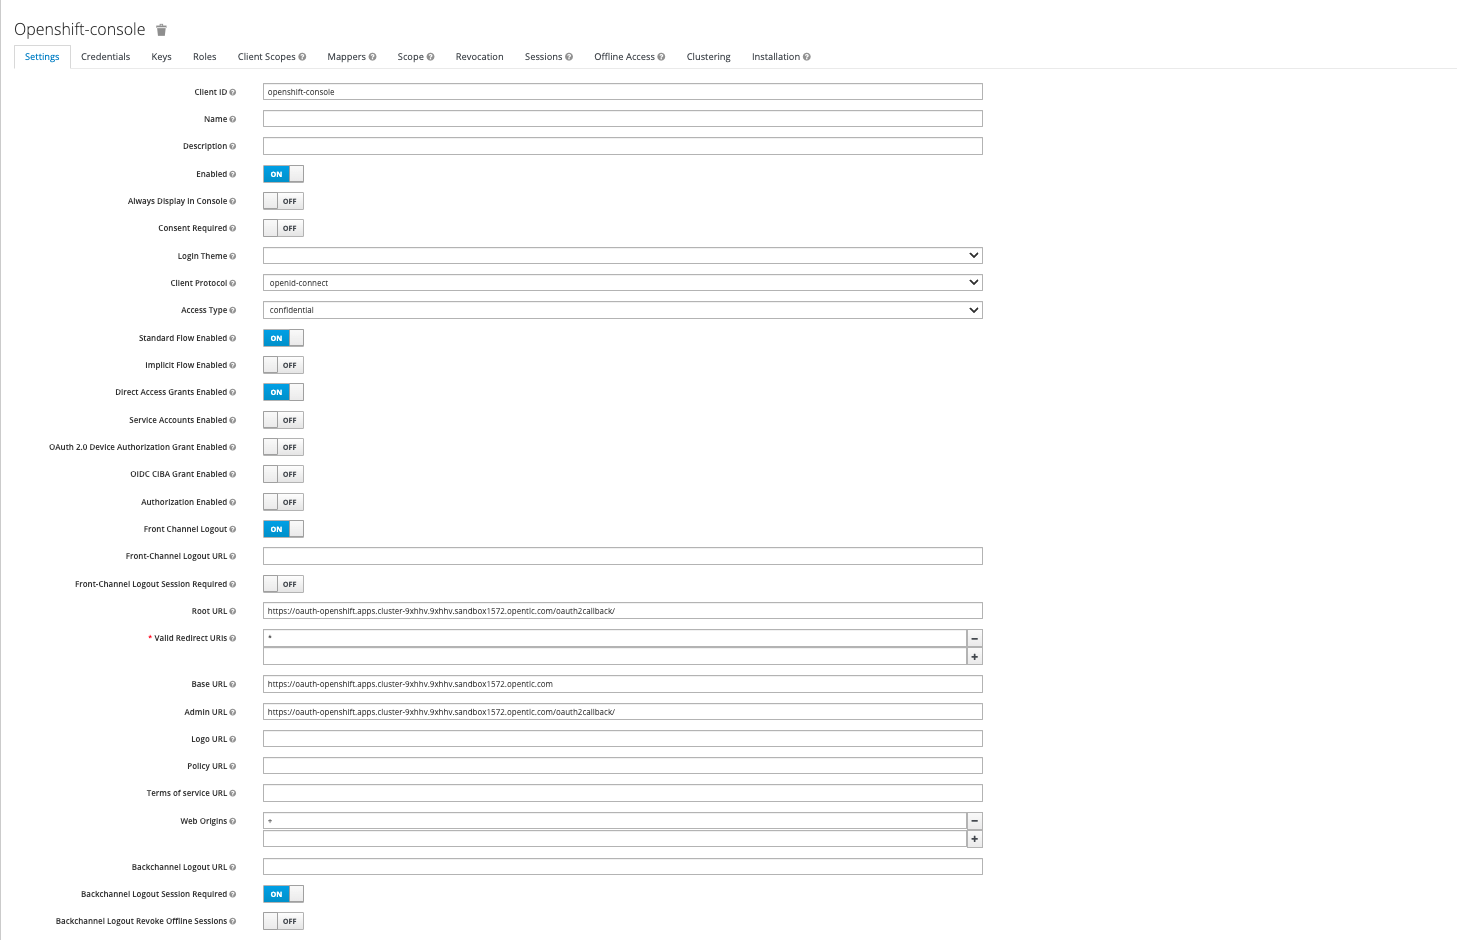 Openshift-console
Settings Credentials Keys Roles Client Scopes Mappers Scope Revocation Sessions Offline Access Clustering Installation
Client ID openshift-console
Name
Description
Enabled ON
Always Display in Console OFF
Consent Required OFF
Login Theme
Client Protocol openid-connect
Access Type confidential
Standard Flow Enabled ON
Implicit Flow Enabled OFF
Direct Access Grants Enabled ON
Service Accounts Enabled OFF
OAuth 2.0 Device Authorization Grant Enabled OFF
OIDC CIBA Grant Enabled OFF
Authorization Enabled OFF
Front Channel Logout ON
Front-Channel Logout URL
Front-Channel Logout Session Required OFF
Root URL https://oauth-openshift.apps.cluster-9xhhv.9xhhv.sandbox1572.opentlc.com/oauth2callback/
* Valid Redirect URIs *
Base URL https://oauth-openshift.apps.cluster-9xhhv.9xhhv.sandbox1572.opentlc.com
Admin URL https://oauth-openshift.apps.cluster-9xhhv.9xhhv.sandbox1572.opentlc.com/oauth2callback/
Logo URL
Policy URL
Terms of service URL
Web Origins +
Backchannel Logout URL
Backchannel Logout Session Required ON
Backchannel Logout Revoke Offline Sessions OFF